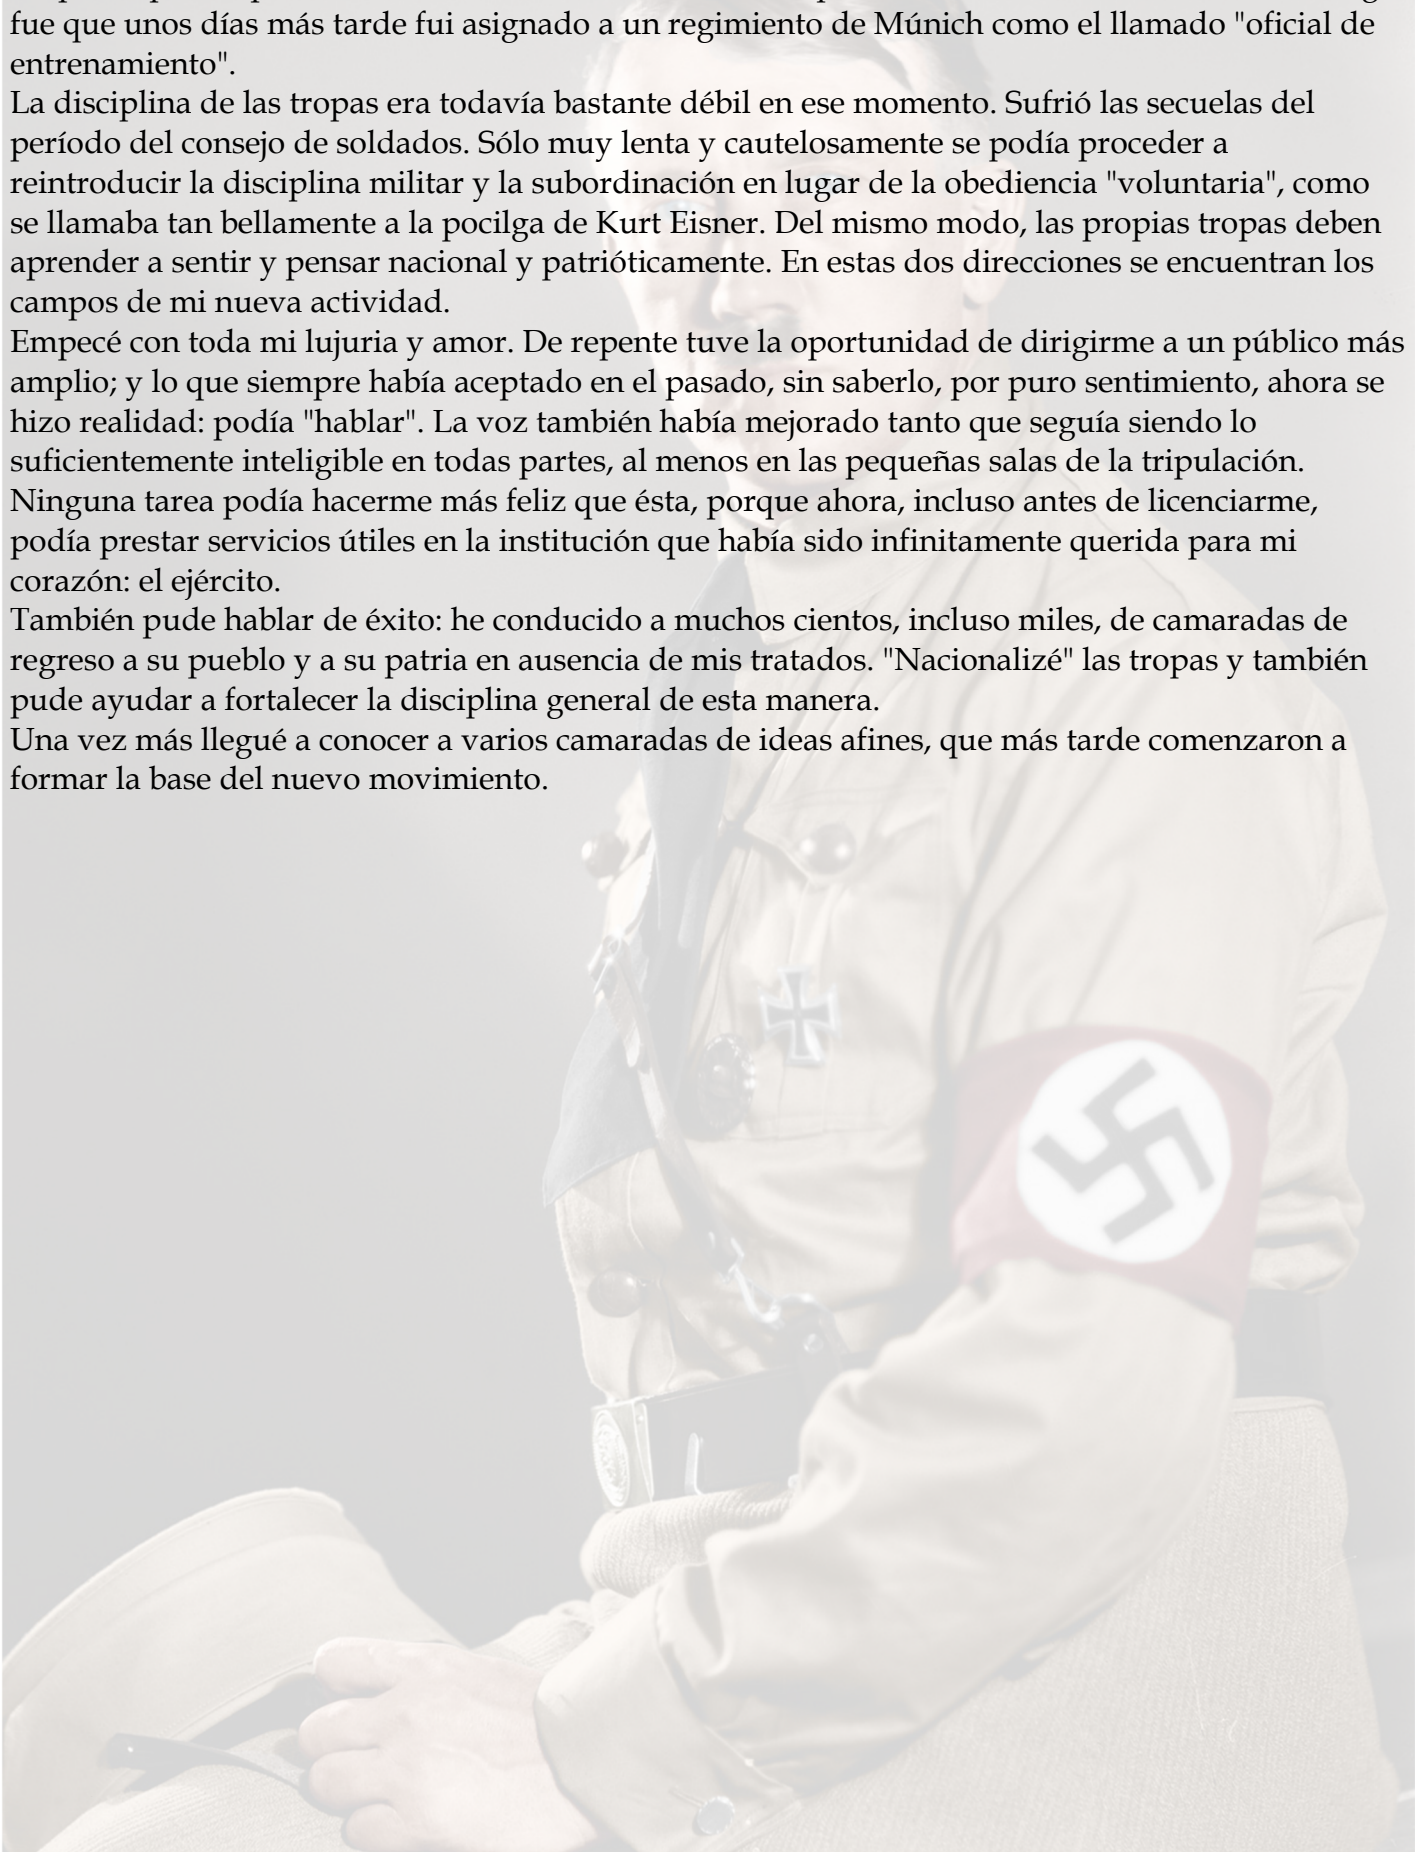 fue que unos días más tarde fui asignado a un regimiento de Múnich como el llamado "oficial de
entrenamiento".
La disciplina de las tropas era todavía bastante débil en ese momento. Sufrió las secuelas del
período del consejo de soldados. Sólo muy lenta y cautelosamente se podía proceder a
reintroducir la disciplina militar y la subordinación en lugar de la obediencia "voluntaria", como
se llamaba tan bellamente a la pocilga de Kurt Eisner. Del mismo modo, las propias tropas deben
aprender a sentir y pensar nacional y patrióticamente. En estas dos direcciones se encuentran los
campos de mi nueva actividad.
Empecé con toda mi lujuria y amor. De repente tuve la oportunidad de dirigirme a un público más
amplio; y lo que siempre había aceptado en el pasado, sin saberlo, por puro sentimiento, ahora se
hizo realidad: podía "hablar". La voz también había mejorado tanto que seguía siendo lo
suficientemente inteligible en todas partes, al menos en las pequeñas salas de la tripulación.
Ninguna tarea podía hacerme más feliz que ésta, porque ahora, incluso antes de licenciarme,
podía prestar servicios útiles en la institución que había sido infinitamente querida para mi
corazón: el ejército.
También pude hablar de éxito: he conducido a muchos cientos, incluso miles, de camaradas de
regreso a su pueblo y a su patria en ausencia de mis tratados. "Nacionalizé" las tropas y también
pude ayudar a fortalecer la disciplina general de esta manera.
Una vez más llegué a conocer a varios camaradas de ideas afines, que más tarde comenzaron a
formar la base del nuevo movimiento.